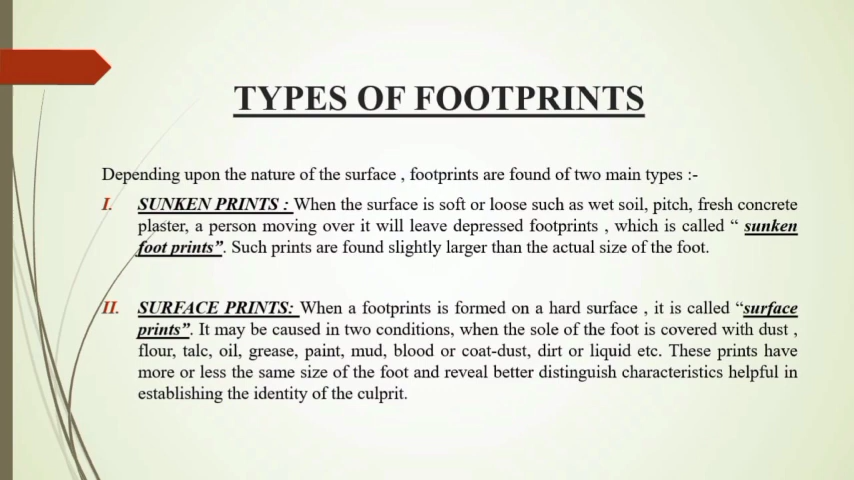 TYPES OF FOOTPRINTS
Depending upon the nature of the surface , footprints are found of two main types :-
I. SUNKEN PRINTS : When the surface is soft or loose such as wet soil, pitch, fresh concrete
plaster, a person moving over it will leave depressed footprints , which is called “ sunken
foot prints”. Such prints are found slightly larger than the actual size of the foot.
II. SURFACE PRINTS: When a footprints is formed on a hard surface , it is called “surface
prints”. It may be caused in two conditions, when the sole of the foot is covered with dust ,
flour, talc, oil, grease, paint, mud, blood or coat-dust, dirt or liquid etc. These prints have
more or less the same size of the foot and reveal better distinguish characteristics helpful in
establishing the identity of the culprit.